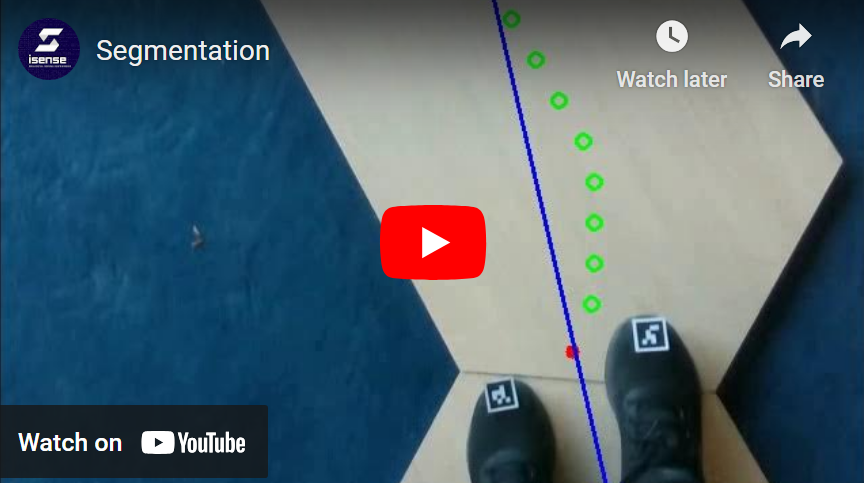 iSense
Segmentation
Watch later
Share
Watch on YouTube